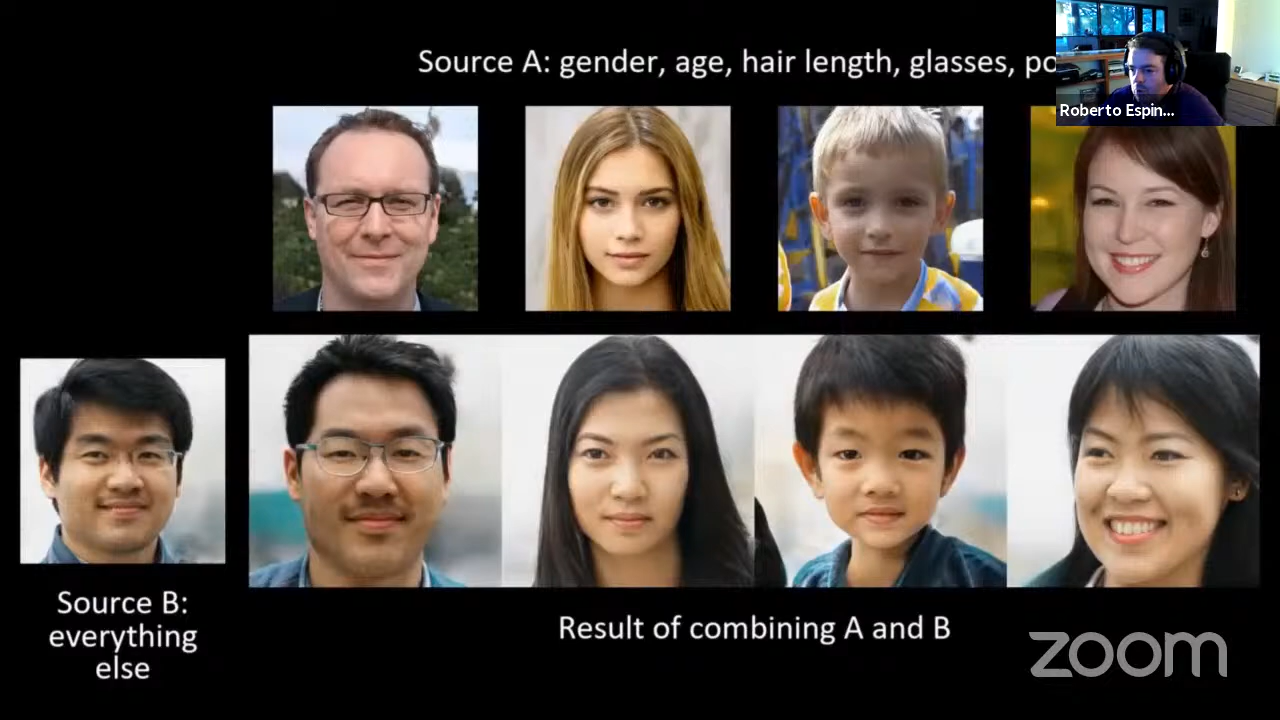 Source A: gender, age, hair length, glasses, po
Roberto Espin...
Source B:
everything
else
Result of combining A and B
zoom